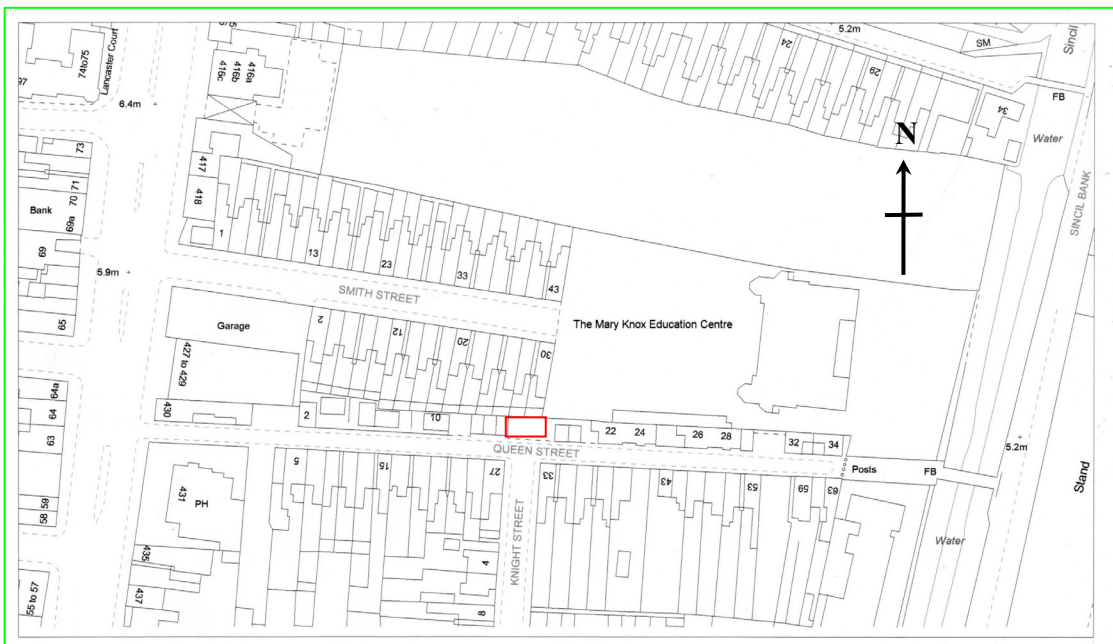 Lancaster Court
74to75
97
6.4m
416a
416b
416c
24
5.2m
29
SM
Sincil
FB
34
Water
N
SINCIL BANK
73
71
70
Bank
69a
69
65
5.9m
417
418
1
13
23
33
43
SMITH STREET
The Mary Knox Education Centre
Garage
2
12
20
30
427 to 429
64a
64
63
430
2
10
22
24
26
28
32
34
QUEEN STREET
5.2m
Stand
Posts
FB
5
15
27
33
43
53
59
63
431
PH
59
58
KNIGHT STREET
4
8
Water
435
437
55 to 57